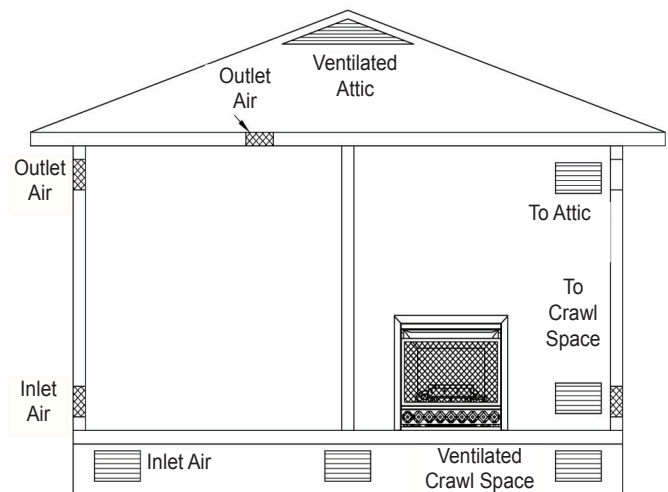 Ventilated
Attic
Outlet
Air
Outlet
Air
To Attic
To
Crawl
Space
Inlet
Air
Inlet Air
Ventilated
Crawl Space